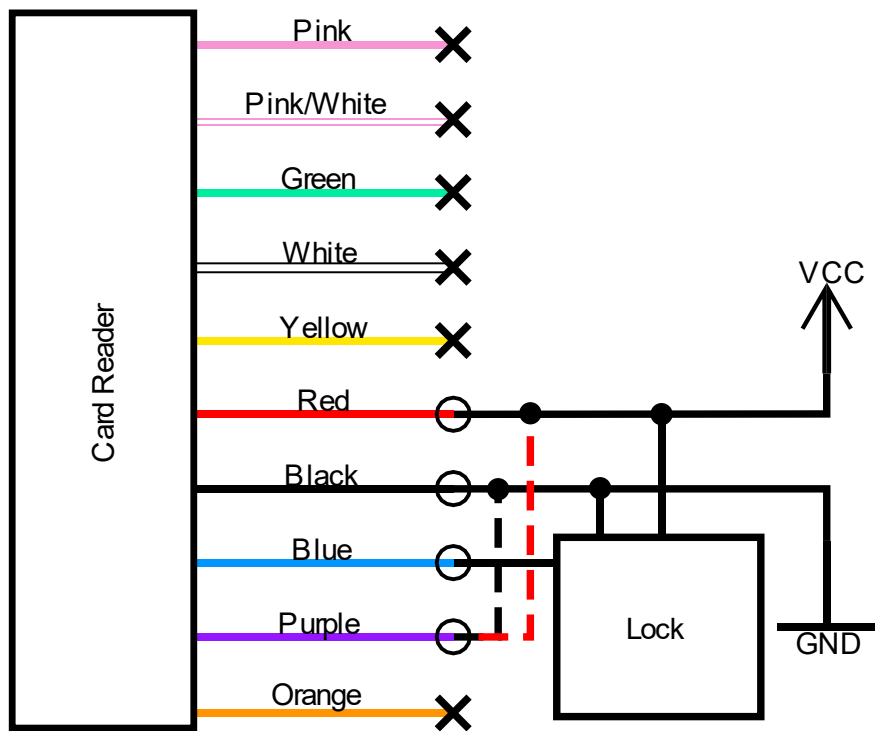 Pink
Pink/White
Green
White
VCC
Yellow
Card Reader
Red
Black
Blue
Purple
Lock
GND
Orange